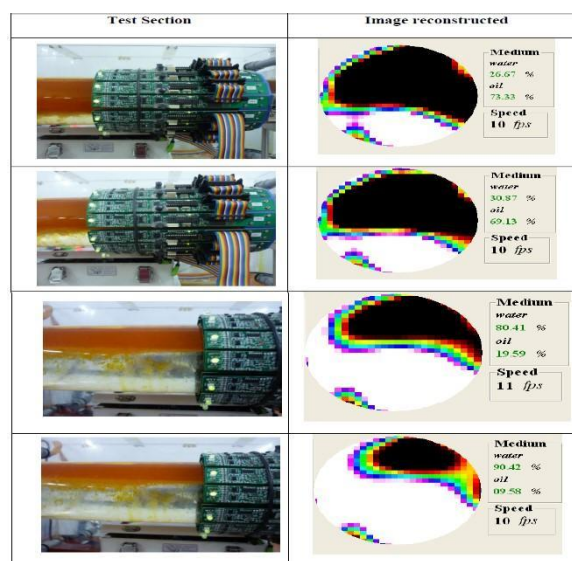 Test Section
Image reconstructed
Medium
water
26.67 %
oil
73.33 %
Speed
10 fps
Medium
water
30.87 %
oil
69.13 %
Speed
10 fps
Medium
water
80.41 %
oil
19.59 %
Speed
11 fps
Medium
water
90.42 %
oil
09.58 %
Speed
10 fps